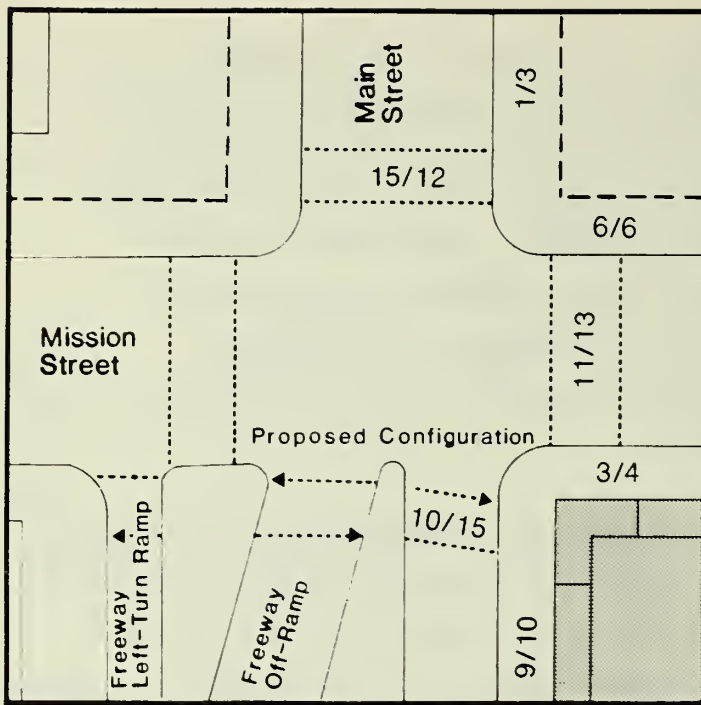 Main
Street
1/3
15/12
6/6
Mission
Street
11/13
Proposed Configuration
3/4
10/15
Freeway
Left-Turn Ramp
Freeway
Off-Ramp
9/10